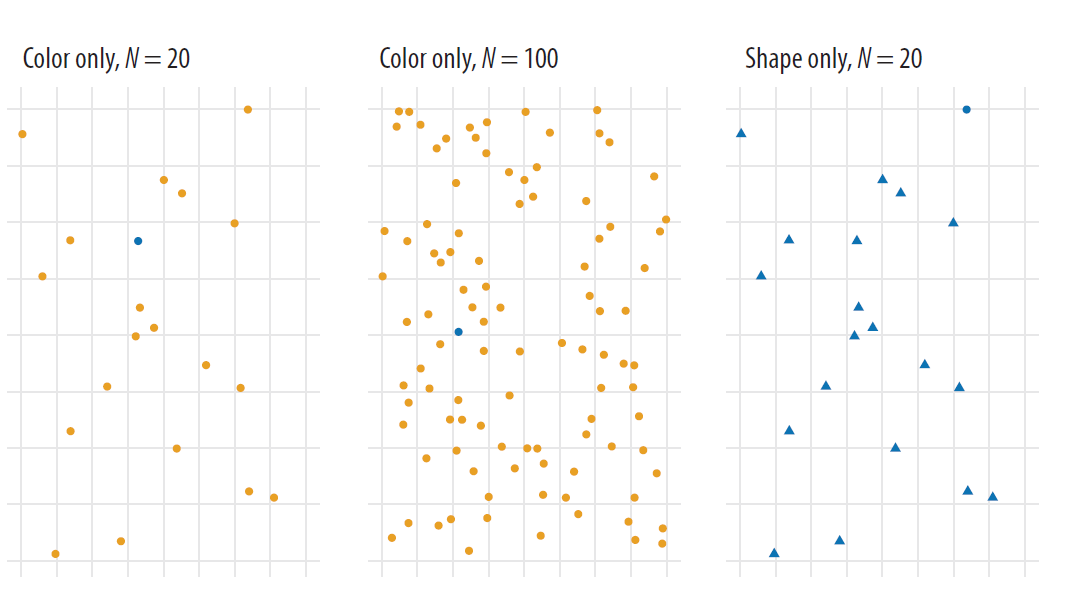 Color only, N = 20
Color only, N = 100
Shape only, N = 20